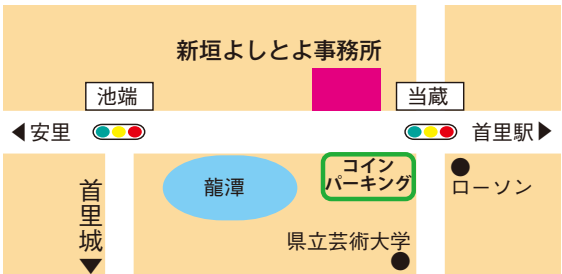 新垣よしとよ事務所
池端
当蔵
◀安里
首里駅▶
首里城
龍潭
コイン
パーキング
ローソン
県立芸術大学